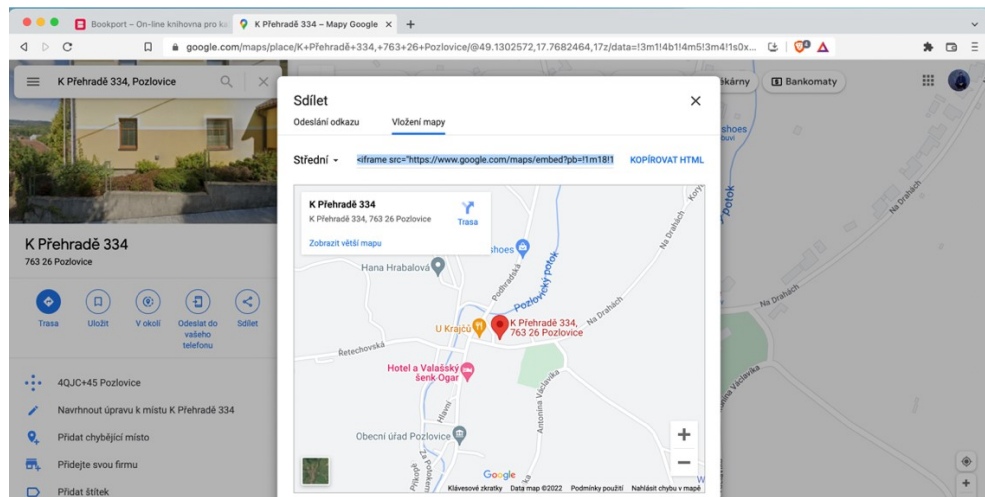 Bookport – On-line knihovna pro ka
K Přehradě 334 – Mapy Google
google.com/maps/place/K+Přehradě+334,+763+26+Pozlovice/@49.1302572,17.7682464,17z/data=!3m1!4b1!4m5!3m4!1s0x...
K Přehradě 334, Pozlovice
Bankomaty
Sdílet
Odeslání odkazu
Vložení mapy
Střední
<iframe src="https://www.google.com/maps/embed?pb=!1m18!1
KOPÍROVAT HTML
K Přehradě 334
K Přehradě 334, 763 26 Pozlovice
Trasa
Zobrazit větší mapu
shoes
Hana Hrabalová
Podhradská
Pozlovický potok
Na Drahách
Na Drahách
U Krajčů
K Přehradě 334,
763 26 Pozlovice
Řetechovská
Hotel a Valašský
šenk Ogar
Hlavní
Antonína Václavíka
Obecní úřad Pozlovice
Za Potokem
Příkopě
Google
Klávesové zkratky
Data map ©2022
Podmínky použití
Nahlásit chybu v mapě
K Přehradě 334
763 26 Pozlovice
Trasa
Uložit
V okolí
Odeslat do
vašeho
telefonu
Sdílet
4QJC+45 Pozlovice
Navrhnout úpravu k místu K Přehradě 334
Přidat chybějící místo
Přidejte svou firmu
Přidat štítek
shoes
potok
Na Drahách
Na Drahách
Václavíka